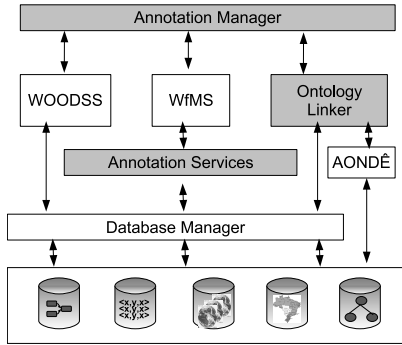 Annotation Manager
WOODSS
WfMS
Ontology
Linker
Annotation Services
AONDÊ
Database Manager
<x,y,x>
<x,y,x>
<x,y,x>